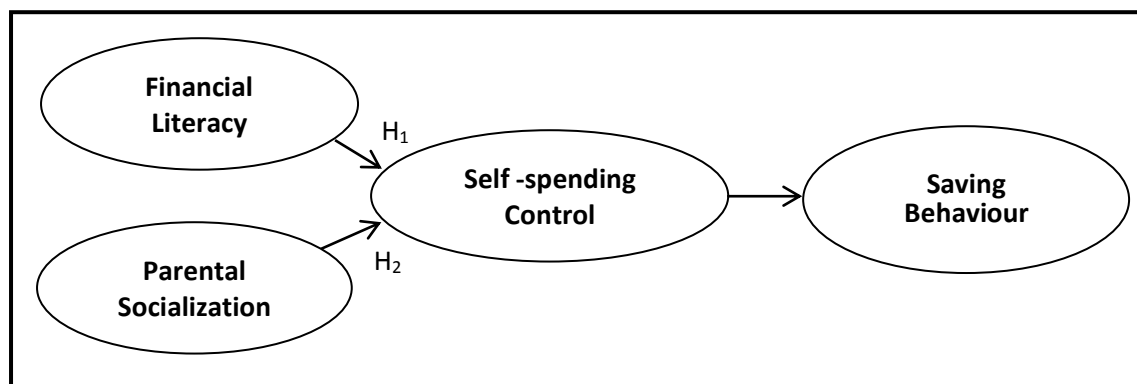 Financial
Literacy
H₁
Self -spending
Control
Saving
Behaviour
H₂
Parental
Socialization